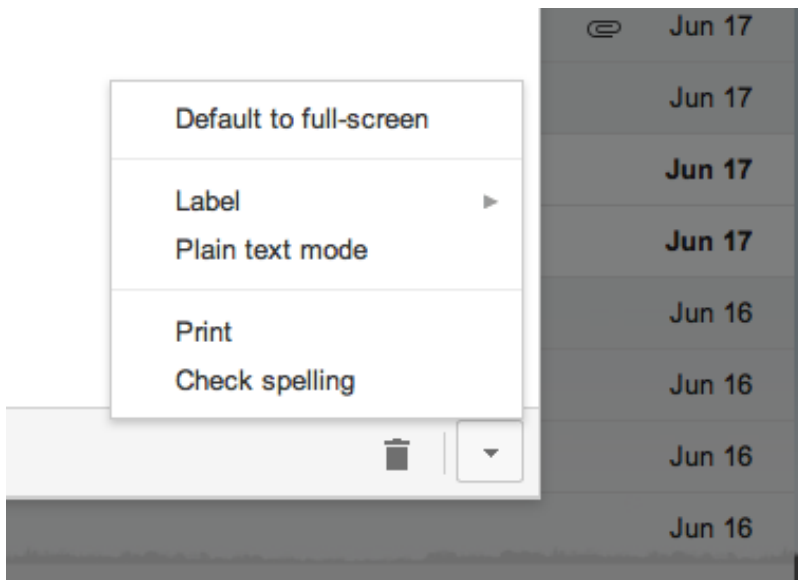 Jun 17
Jun 17
Default to full-screen
Jun 17
Label
Jun 17
Plain text mode
Jun 16
Print
Jun 16
Check spelling
Jun 16
Jun 16